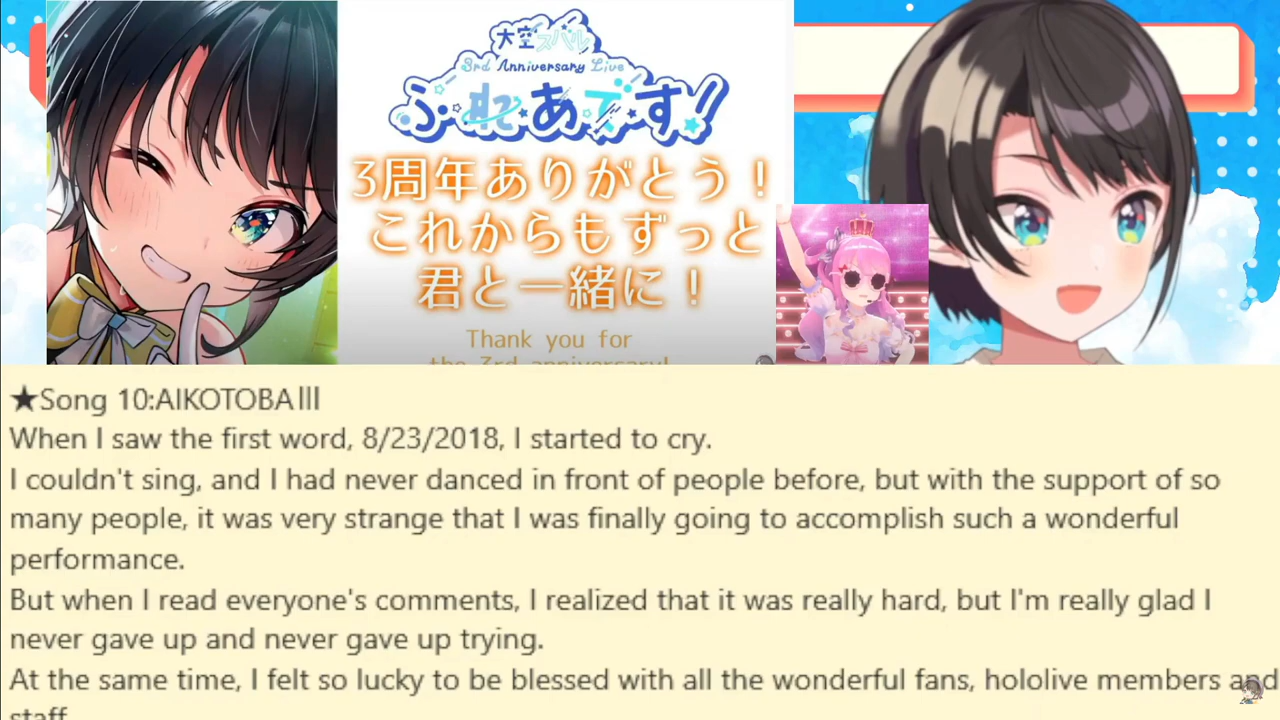 大空スバル
3rd Anniversary Live
ふれあです!
3周年ありがとう！
これからもずっと
君と一緒に！
Thank you for
the 3rd anniversary!
★Song 10:AIKOTOBAⅢ
When I saw the first word, 8/23/2018, I started to cry.
I couldn't sing, and I had never danced in front of people before, but with the support of so
many people, it was very strange that I was finally going to accomplish such a wonderful
performance.
But when I read everyone's comments, I realized that it was really hard, but I'm really glad I
never gave up and never gave up trying.
At the same time, I felt so lucky to be blessed with all the wonderful fans, hololive members and
staff